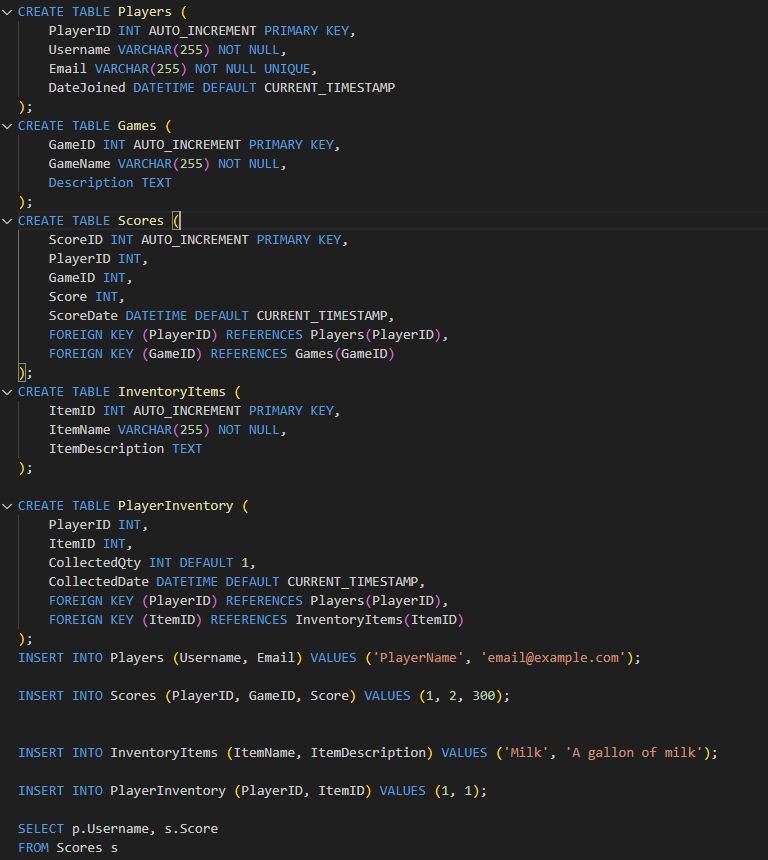 CREATE TABLE Players (
    PlayerID INT AUTO_INCREMENT PRIMARY KEY,
    Username VARCHAR(255) NOT NULL,
    Email VARCHAR(255) NOT NULL UNIQUE,
    DateJoined DATETIME DEFAULT CURRENT_TIMESTAMP
);
CREATE TABLE Games (
    GameID INT AUTO_INCREMENT PRIMARY KEY,
    GameName VARCHAR(255) NOT NULL,
    Description TEXT
);
CREATE TABLE Scores (
    ScoreID INT AUTO_INCREMENT PRIMARY KEY,
    PlayerID INT,
    GameID INT,
    Score INT,
    ScoreDate DATETIME DEFAULT CURRENT_TIMESTAMP,
    FOREIGN KEY (PlayerID) REFERENCES Players(PlayerID),
    FOREIGN KEY (GameID) REFERENCES Games(GameID)
);
CREATE TABLE InventoryItems (
    ItemID INT AUTO_INCREMENT PRIMARY KEY,
    ItemName VARCHAR(255) NOT NULL,
    ItemDescription TEXT
);

CREATE TABLE PlayerInventory (
    PlayerID INT,
    ItemID INT,
    CollectedQty INT DEFAULT 1,
    CollectedDate DATETIME DEFAULT CURRENT_TIMESTAMP,
    FOREIGN KEY (PlayerID) REFERENCES Players(PlayerID),
    FOREIGN KEY (ItemID) REFERENCES InventoryItems(ItemID)
);
INSERT INTO Players (Username, Email) VALUES ('PlayerName', 'email@example.com');

INSERT INTO Scores (PlayerID, GameID, Score) VALUES (1, 2, 300);


INSERT INTO InventoryItems (ItemName, ItemDescription) VALUES ('Milk', 'A gallon of milk');

INSERT INTO PlayerInventory (PlayerID, ItemID) VALUES (1, 1);

SELECT p.Username, s.Score
FROM Scores s